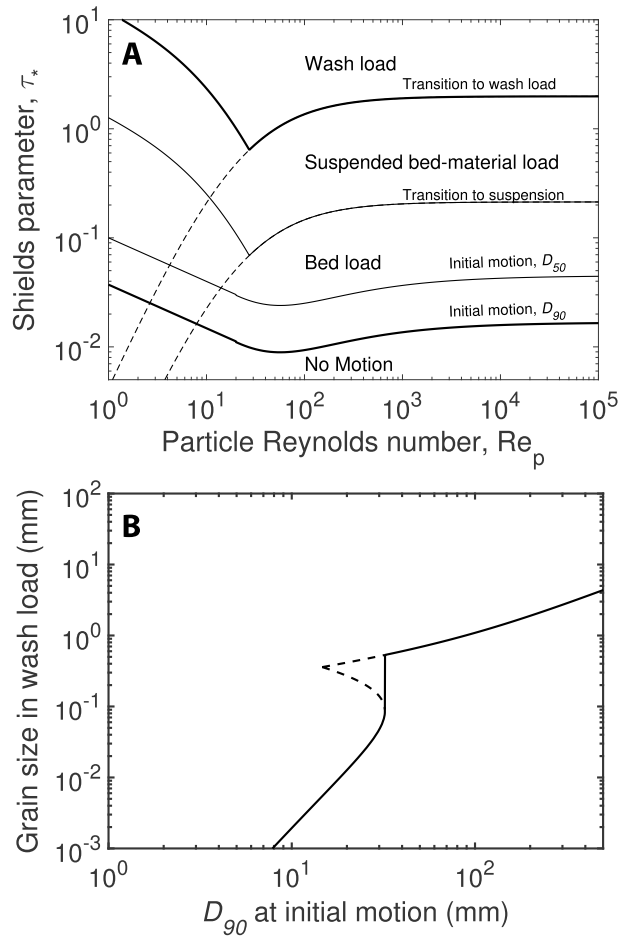 A
Shields parameter, τ*
10^1
10^0
10^-1
10^-2
Wash load
Transition to wash load
Suspended bed-material load
Transition to suspension
Bed load
Initial motion, D50
Initial motion, D90
No Motion
10^0 10^1 10^2 10^3 10^4 10^5
Particle Reynolds number, Rep
B
Grain size in wash load (mm)
10^2
10^1
10^0
10^-1
10^-2
10^-3
10^0 10^1 10^2
D90 at initial motion (mm)